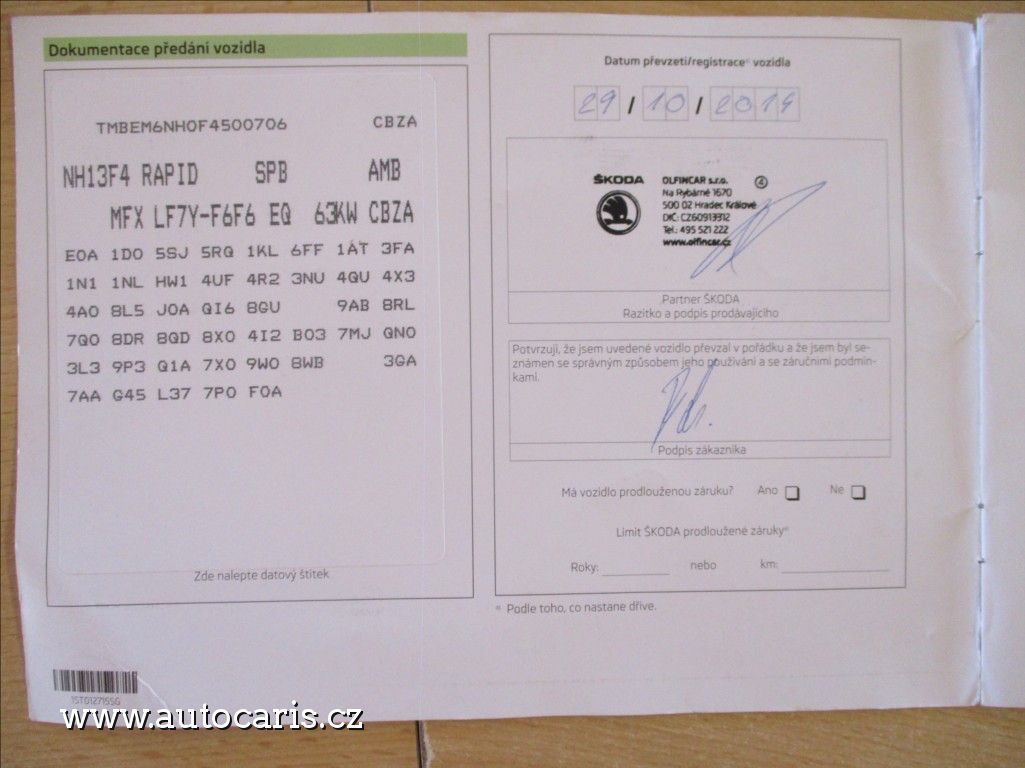 Dokumentace předání vozidla
TMBEM6NH0F4500706 CBZA
NH13F4 RAPID SPB AMB
MFX LF7Y-F6F6 EQ 63KW CBZA
E0A 1D0 5SJ 5RQ 1KL 6FF 1AT 3FA
1N1 1NL HW1 4UF 4R2 3NU 4QU 4X3
4A0 8L5 J0A QI6 8GU 9AB 8RL
7Q0 8DR 8QD 8X0 4I2 B03 7MJ QN0
3L3 9P3 Q1A 7X0 9W0 8WB 3GA
7AA G45 L37 7P0 F0A
Zde nalepte datový štítek
Datum převzetí/registrace* vozidla
29 / 10 / 2014
ŠKODA
OLFINCAR s.r.o. 4
Na Rybárně 1670
500 02 Hradec Králové
DIČ: CZ60913312
Tel.: 495 521 222
www.olfincar.cz
Partner ŠKODA
Razítko a podpis prodávajícího
Potvrzuji, že jsem uvedené vozidlo převzal v pořádku a že jsem byl se-
známen se správným způsobem jeho používání a se záručními podmín-
kami.
Podpis zákazníka
Má vozidlo prodlouženou záruku? Ano Ne
Limit ŠKODA prodloužené záruky*
Roky: nebo km:
* Podle toho, co nastane dříve.
www.autocaris.cz